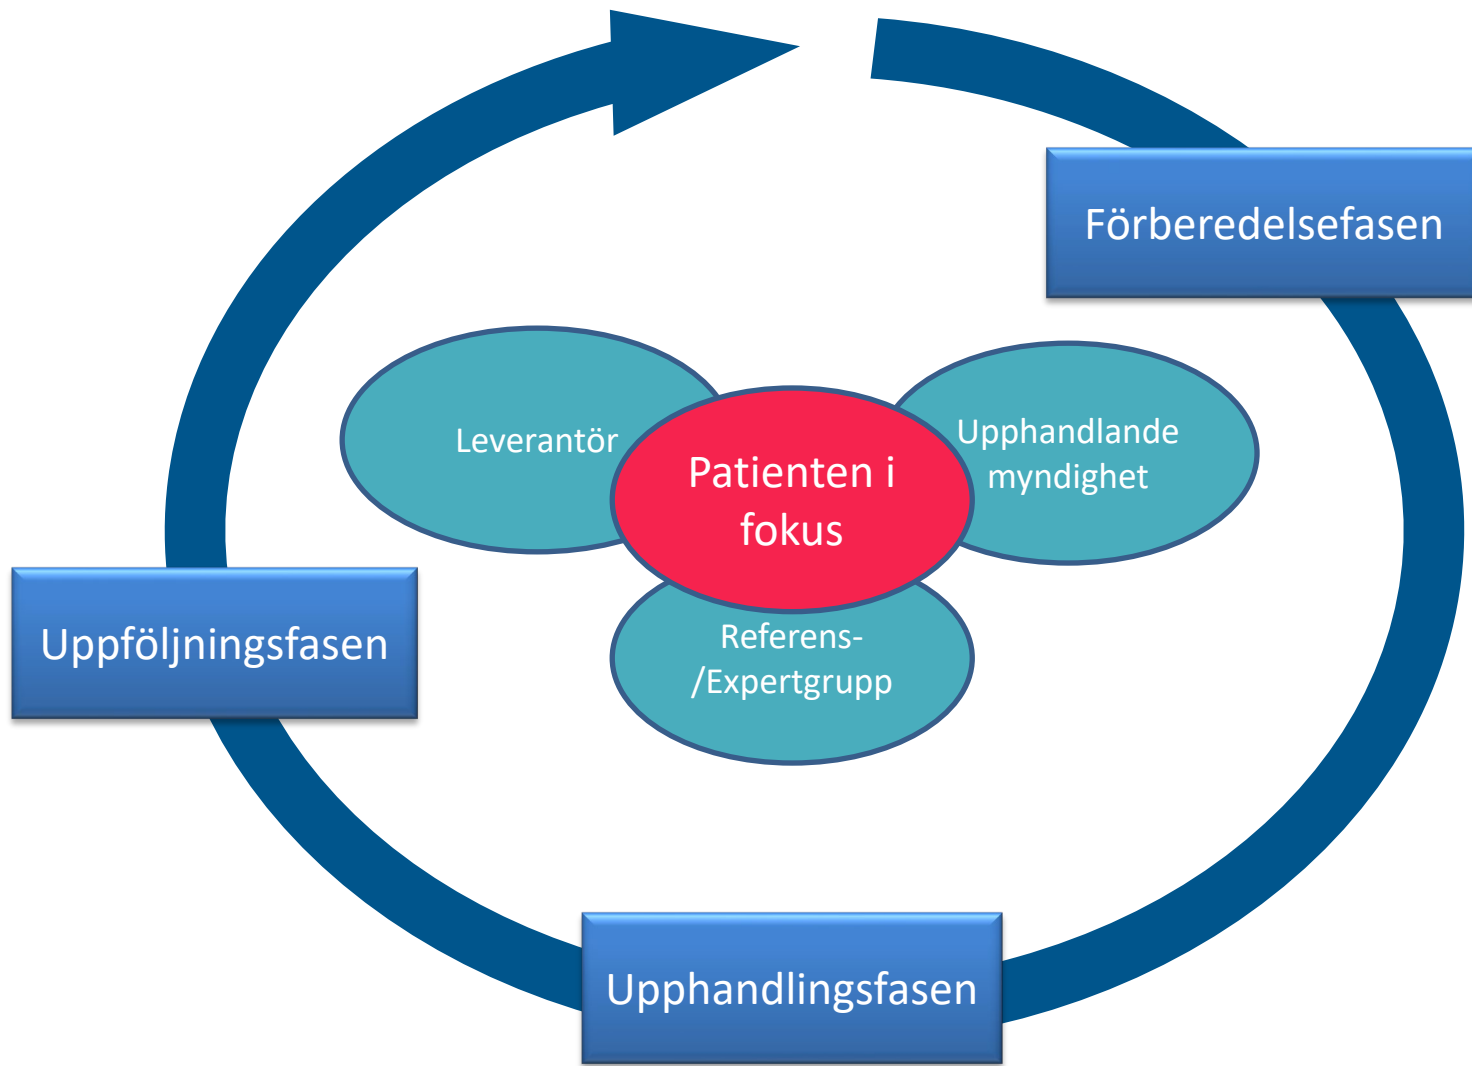 Förberedelsefasen
Leverantör
Upphandlande
myndighet
Patienten i
fokus
Referens-
/Expertgrupp
Uppföljningsfasen
Upphandlingsfasen